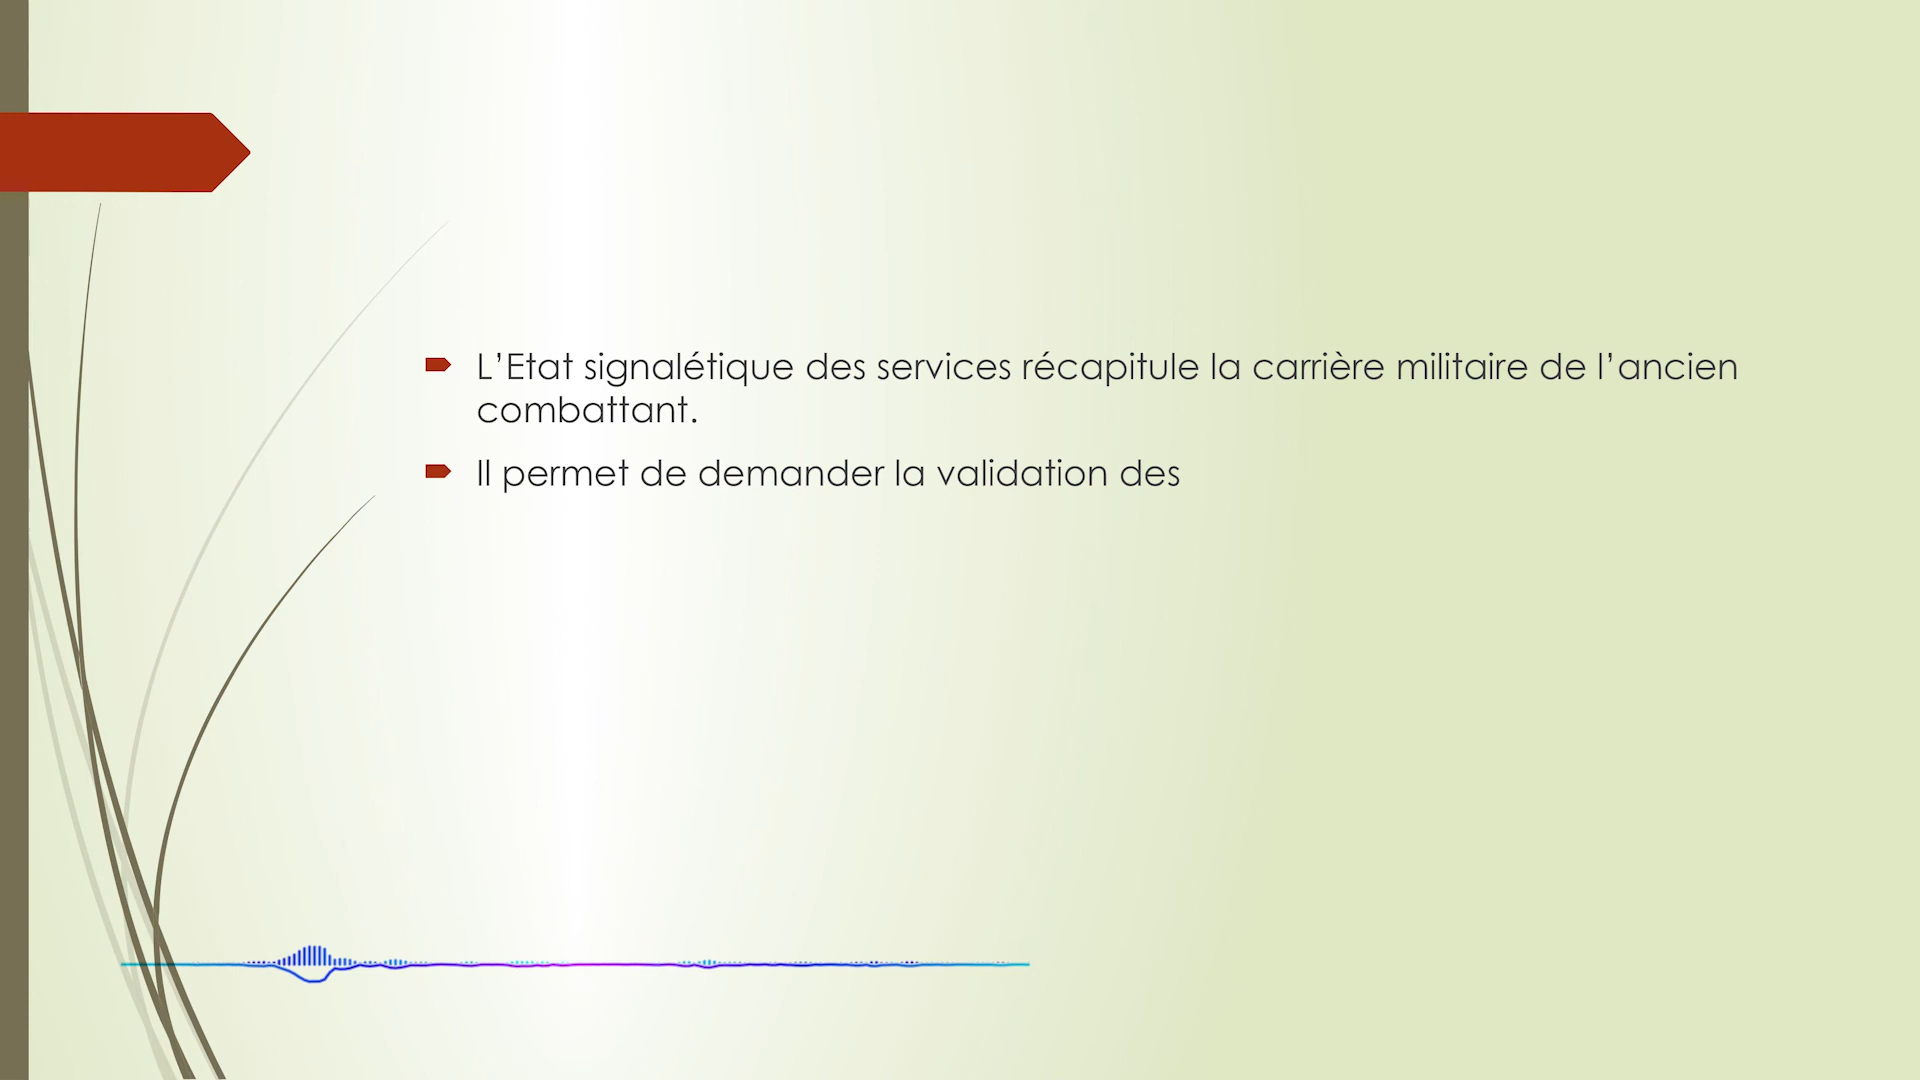 L’Etat signalétique des services récapitule la carrière militaire de l’ancien
combattant.
Il permet de demander la validation des